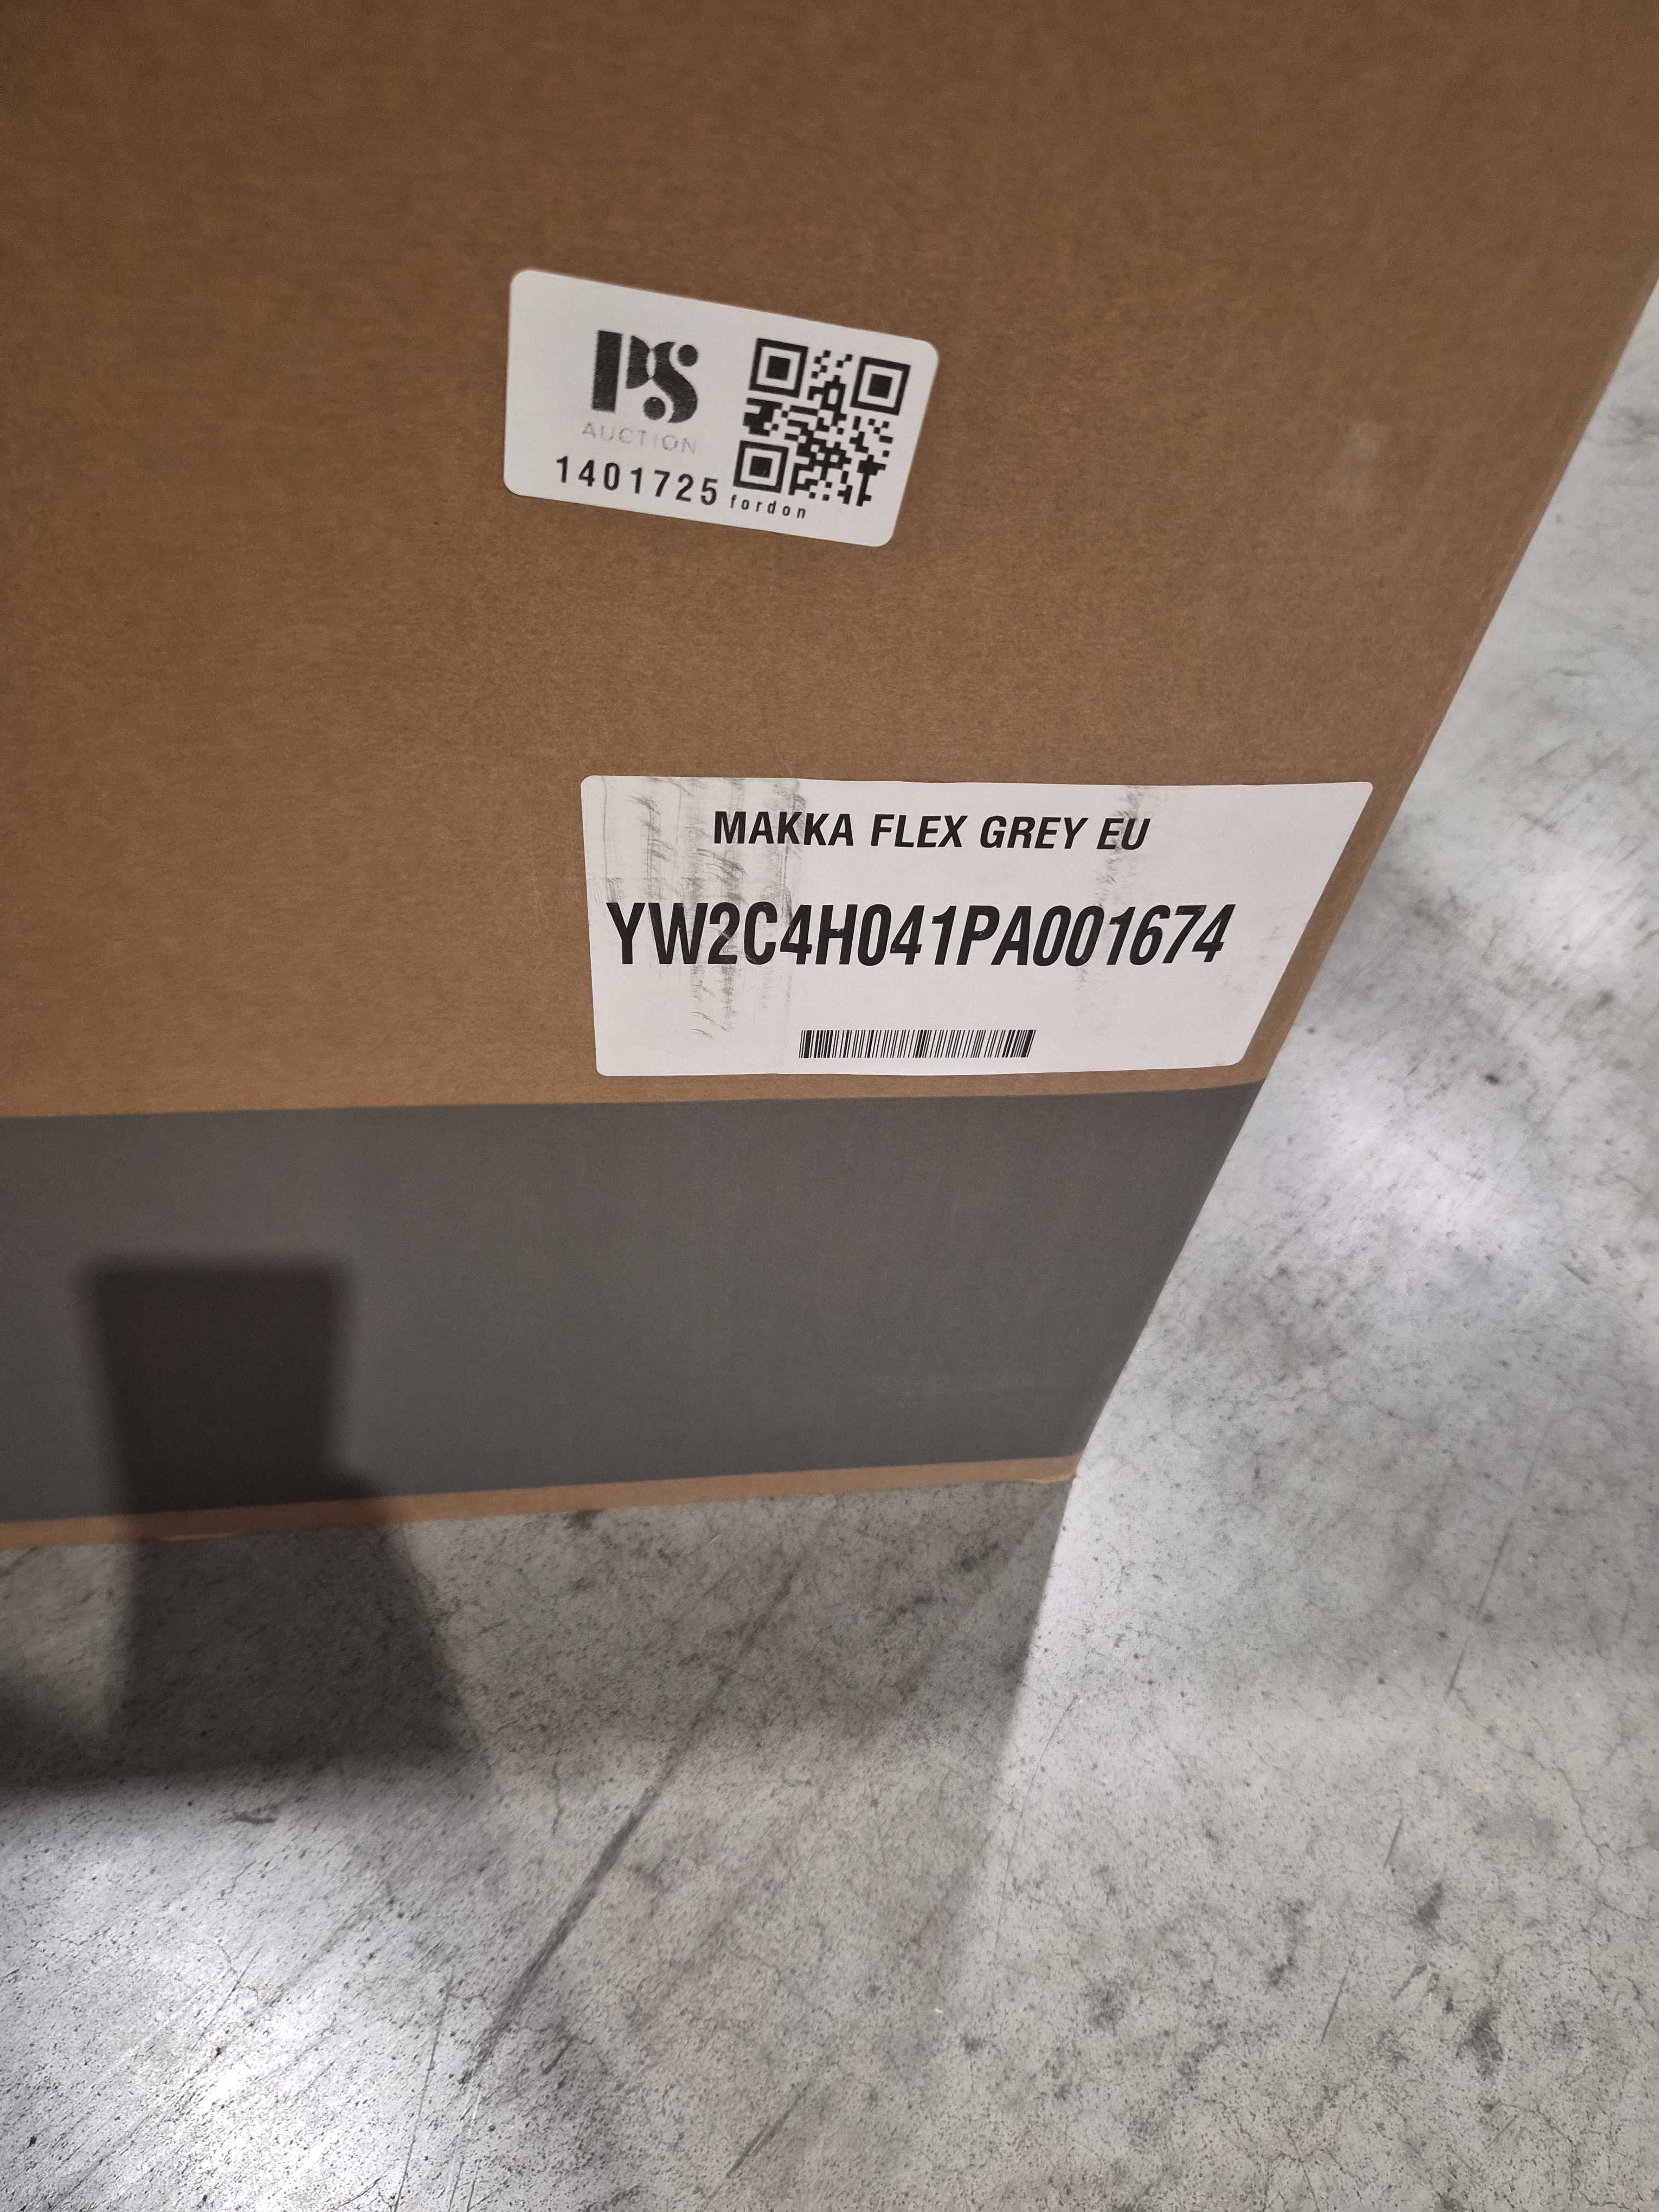 PS
AUCTION
1401725
fordon
MAKKA FLEX GREY EU
YW2C4H041PA001674